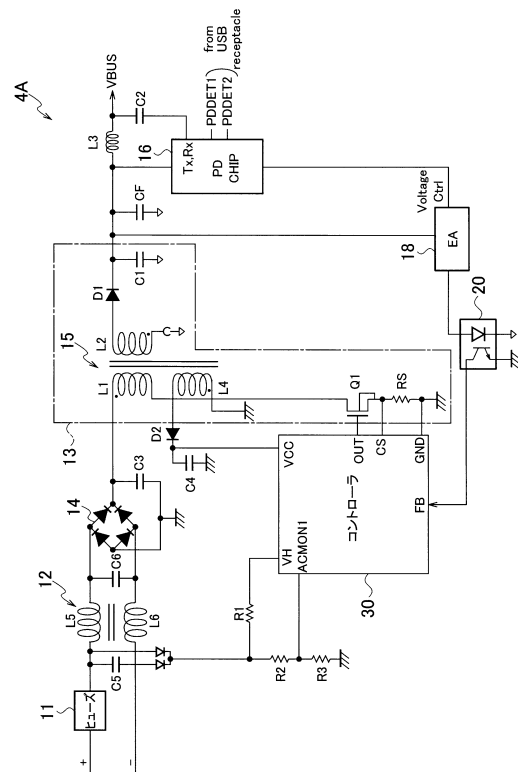 4A
+
−
11
ヒューズ
12
L5
L6
C5
C6
14
C3
13
15
L1
L2
L4
C
D1
D2
C4
C1
CF
L3
C2
VBUS
16
Tx,Rx
PD
CHIP
PDDET1
PDDET2
from
USB
receptacle
Voltage
Ctrl
18
EA
20
Q1
RS
VCC
OUT
CS
GND
FB
コントローラ
VH
ACMON1
30
R1
R2
R3